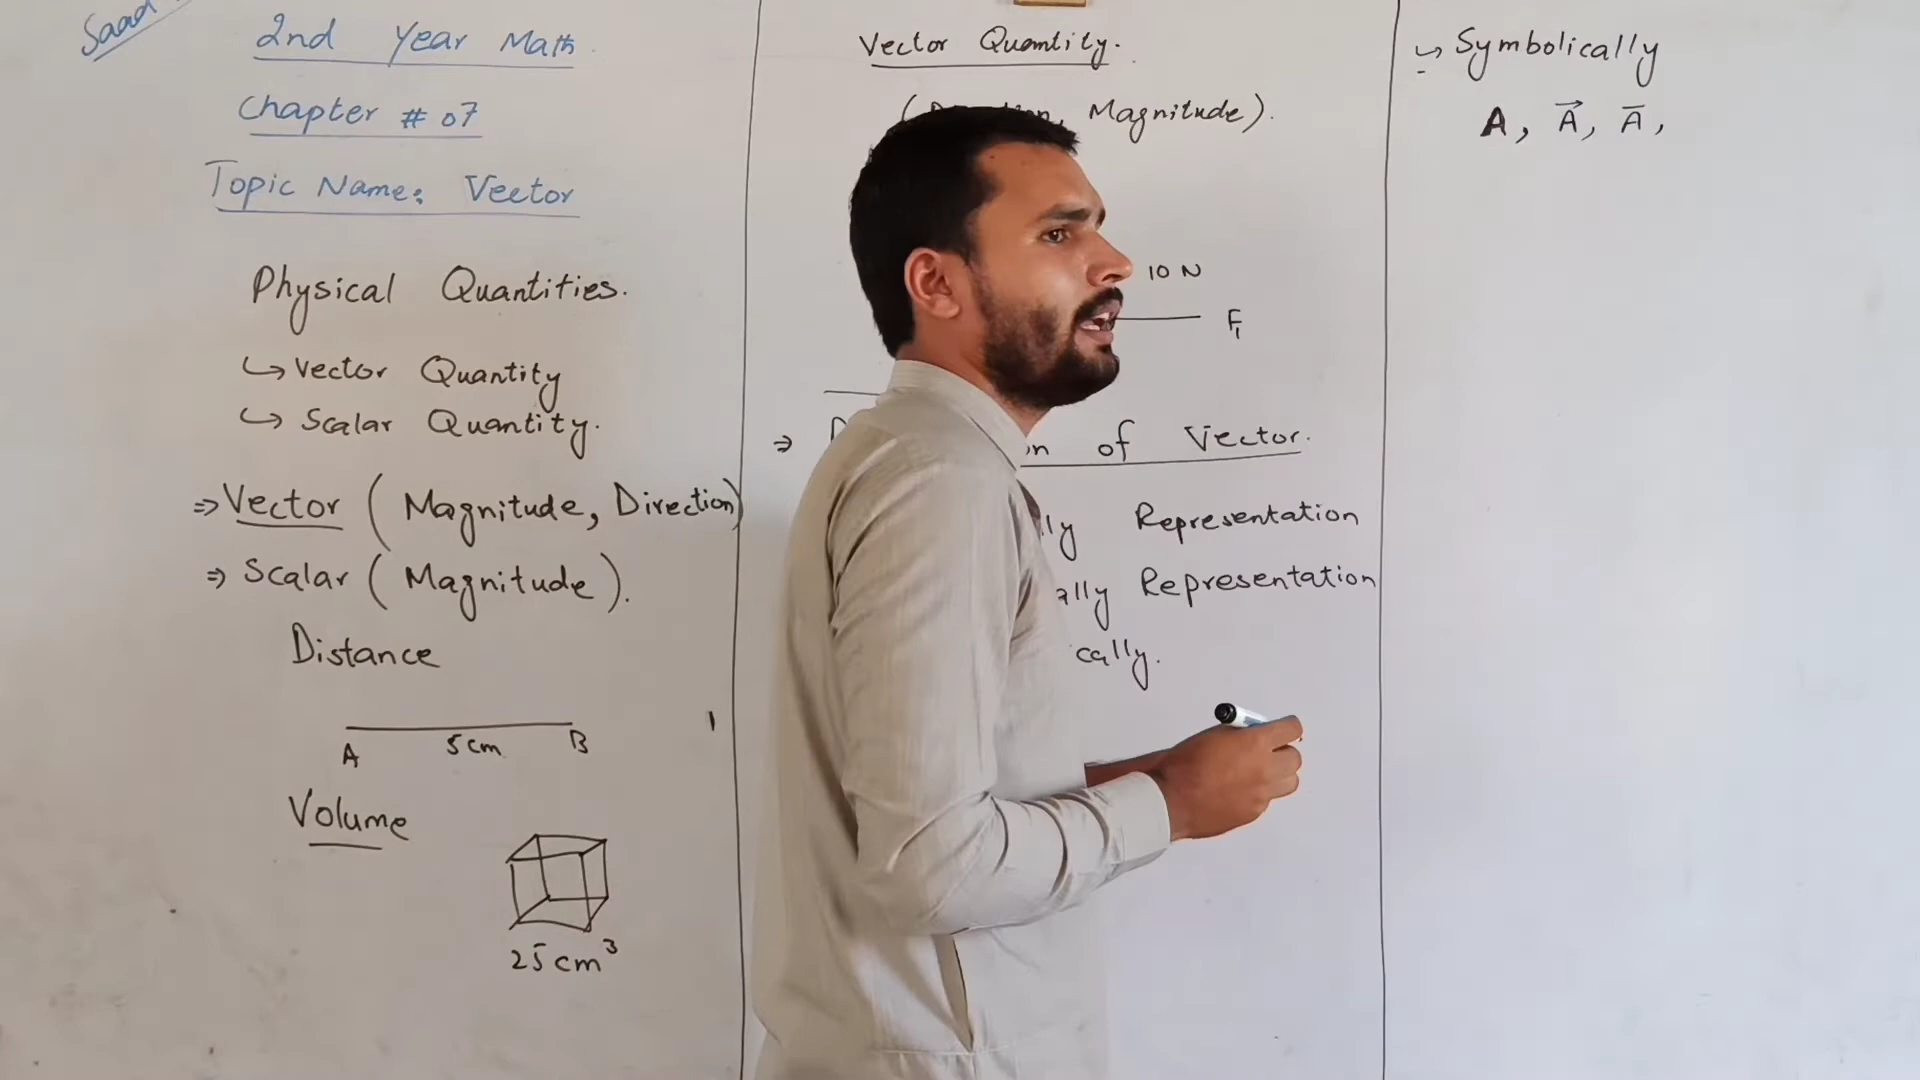 Saad
2nd Year Math.
Chapter # 07
Topic Name: Vector
Physical Quantities.
↪ Vector Quantity
↪ Scalar Quantity.
⇒ Vector ( Magnitude, Direction)
⇒ Scalar ( Magnitude ).
Distance
A 5cm B
Volume
25 cm³
Vector Quantity.
Magnitude).
10 N
F₁
⇒ of Vector.
Representation
Representation
↪ Symbolically
A, A⃗, A̅,